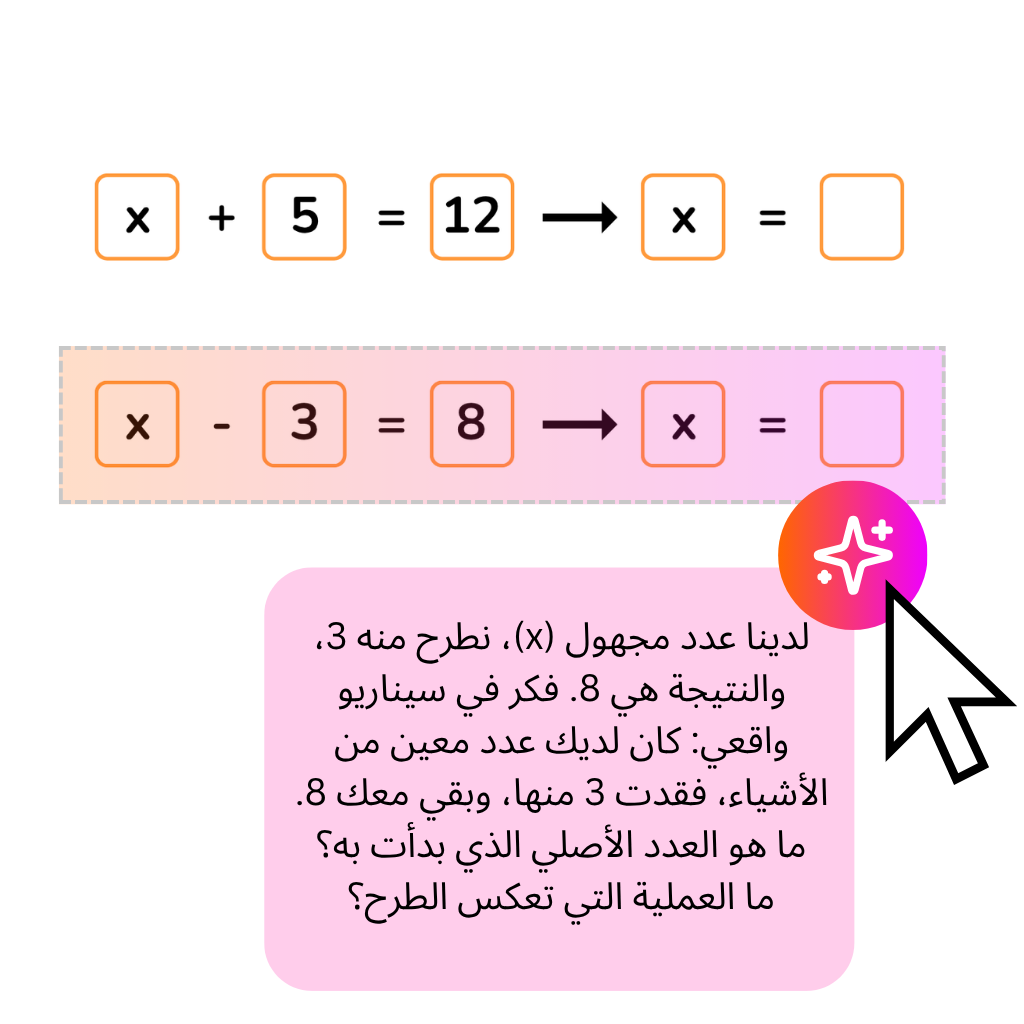 x + 5 = 12 → x =
x - 3 = 8 → x =
لدينا عدد مجهول (x)، نطرح منه 3،
والنتيجة هي 8. فكر في سيناريو
واقعي: كان لديك عدد معين من
الأشياء، فقدت 3 منها، وبقي معك 8.
ما هو العدد الأصلي الذي بدأت به؟
ما العملية التي تعكس الطرح؟